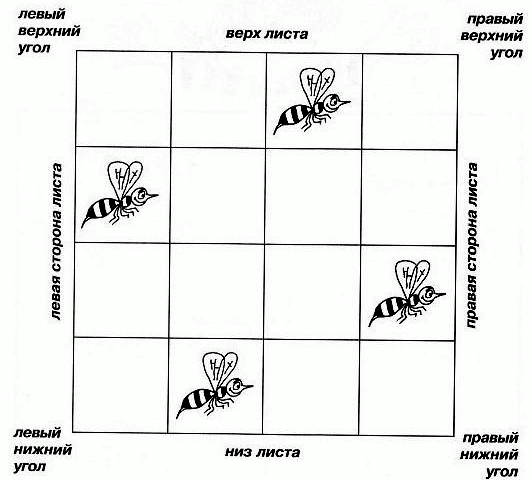 левый
верхний
угол
верх листа
правый
верхний
угол
левая сторона листа
правая сторона листа
левый
нижний
угол
низ листа
правый
нижний
угол